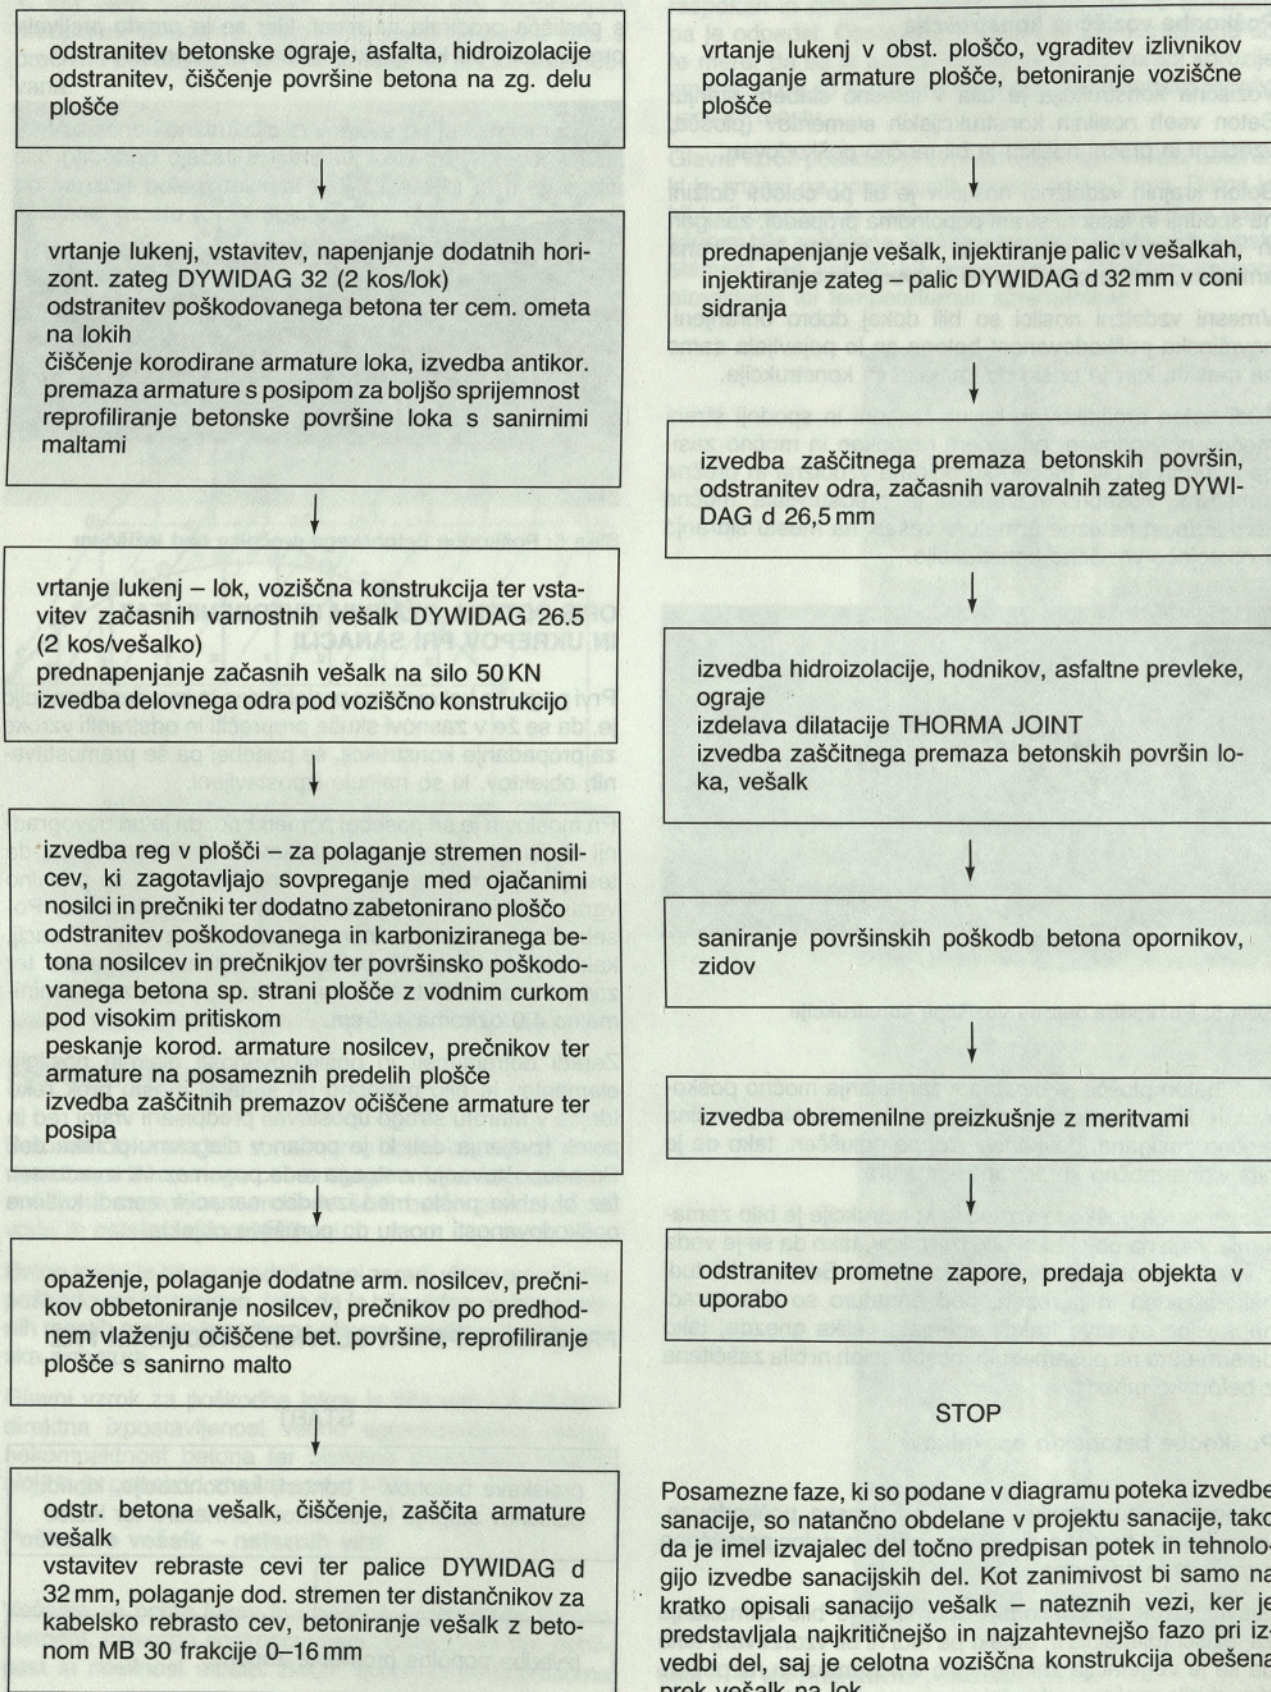 odstranitev betonske ograje, asfalta, hidroizolacije
odstranitev, čiščenje površine betona na zg. delu
plošče
vrtanje lukenj, vstavitev, napenjanje dodatnih hori-
zont. zateg DYWIDAG 32 (2 kos/lok)
odstranitev poškodovanega betona ter cem. ometa
na lokih
čiščenje korodirane armature loka, izvedba antikor.
premaza armature s posipom za boljšo sprijemnost
reprofiliranje betonske površine loka s sanirnimi
maltami
vrtanje lukenj – lok, voziščna konstrukcija ter vsta-
vitev začasnih varnostnih vešalk DYWIDAG 26.5
(2 kos/vešalko)
prednapenjanje začasnih vešalk na silo 50 KN
izvedba delovnega odra pod voziščno konstrukcijo
izvedba reg v plošči – za polaganje stremen nosil-
cev, ki zagotavljajo sovpreganje med ojačanimi
nosilci in prečniki ter dodatno zabetonirano ploščo
odstranitev poškodovanega in karboniziranega be-
tona nosilcev in prečnikjov ter površinsko poškodo-
vanega betona sp. strani plošče z vodnim curkom
pod visokim pritiskom
peskanje korod. armature nosilcev, prečnikov ter
armature na posameznih predelih plošče
izvedba zaščitnih premazov očiščene armature ter
posipa
opaženje, polaganje dodatne arm. nosilcev, prečni-
kov obbetoniranje nosilcev, prečnikov po predhod-
nem vlaženju očiščene bet. površine, reprofiliranje
plošče s sanirno malto
odstr. betona vešalk, čiščenje, zaščita armature
vešalk
vstavitev rebraste cevi ter palice DYWIDAG d
32 mm, polaganje dod. stremen ter distančnikov za
kabelsko rebrasto cev, betoniranje vešalk z beto-
nom MB 30 frakcije 0–16 mm
vrtanje lukenj v obst. ploščo, vgraditev izlivnikov
polaganje armature plošče, betoniranje voziščne
plošče
prednapenjanje vešalk, injektiranje palic v vešalkah,
injektiranje zateg – palic DYWIDAG d 32 mm v coni
sidranja
izvedba zaščitnega premaza betonskih površin,
odstranitev odra, začasnih varovalnih zateg DYWI-
DAG d 26,5 mm
izvedba hidroizolacije, hodnikov, asfaltne prevleke,
ograje
izdelava dilatacije THORMA JOINT
izvedba zaščitnega premaza betonskih površin lo-
ka, vešalk
saniranje površinskih poškodb betona opornikov,
zidov
izvedba obremenilne preizkušnje z meritvami
odstranitev prometne zapore, predaja objekta v
uporabo
STOP
Posamezne faze, ki so podane v diagramu poteka izvedbe
sanacije, so natančno obdelane v projektu sanacije, tako
da je imel izvajalec del točno predpisan potek in tehnolo-
gijo izvedbe sanacijskih del. Kot zanimivost bi samo na
kratko opisali sanacijo vešalk – nateznih vezi, ker je
predstavljala najkritičnejšo in najzahtevnejšo fazo pri iz-
vedbi del, saj je celotna voziščna konstrukcija obešena
prek vešalk na lok